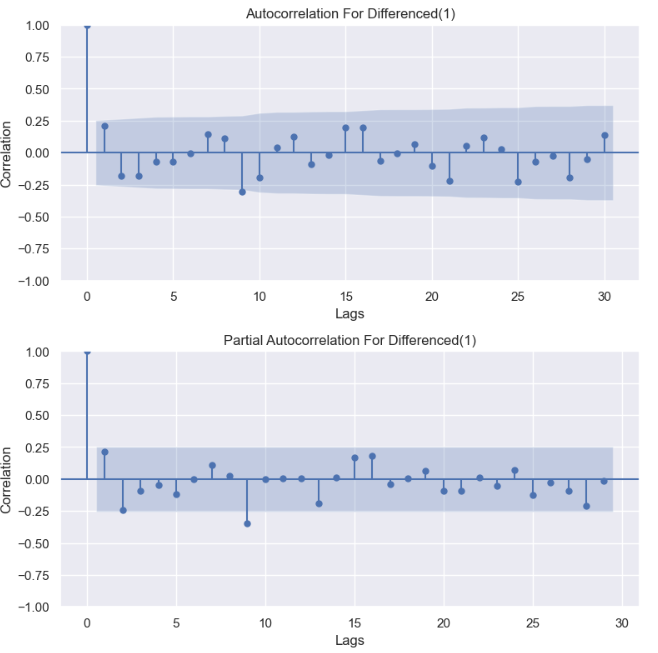 Autocorrelation For Differenced(1)
1.00
0.75
0.50
0.25
0.00
−0.25
−0.50
−0.75
−1.00
Correlation
0 5 10 15 20 25 30
Lags
Partial Autocorrelation For Differenced(1)
1.00
0.75
0.50
0.25
0.00
−0.25
−0.50
−0.75
−1.00
Correlation
0 5 10 15 20 25 30
Lags